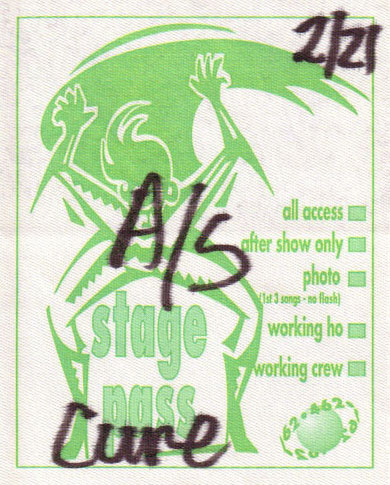 2/21
A/S
all access
after show only
photo
(1st 3 songs - no flash)
working ho
working crew
stage
pass
Cure